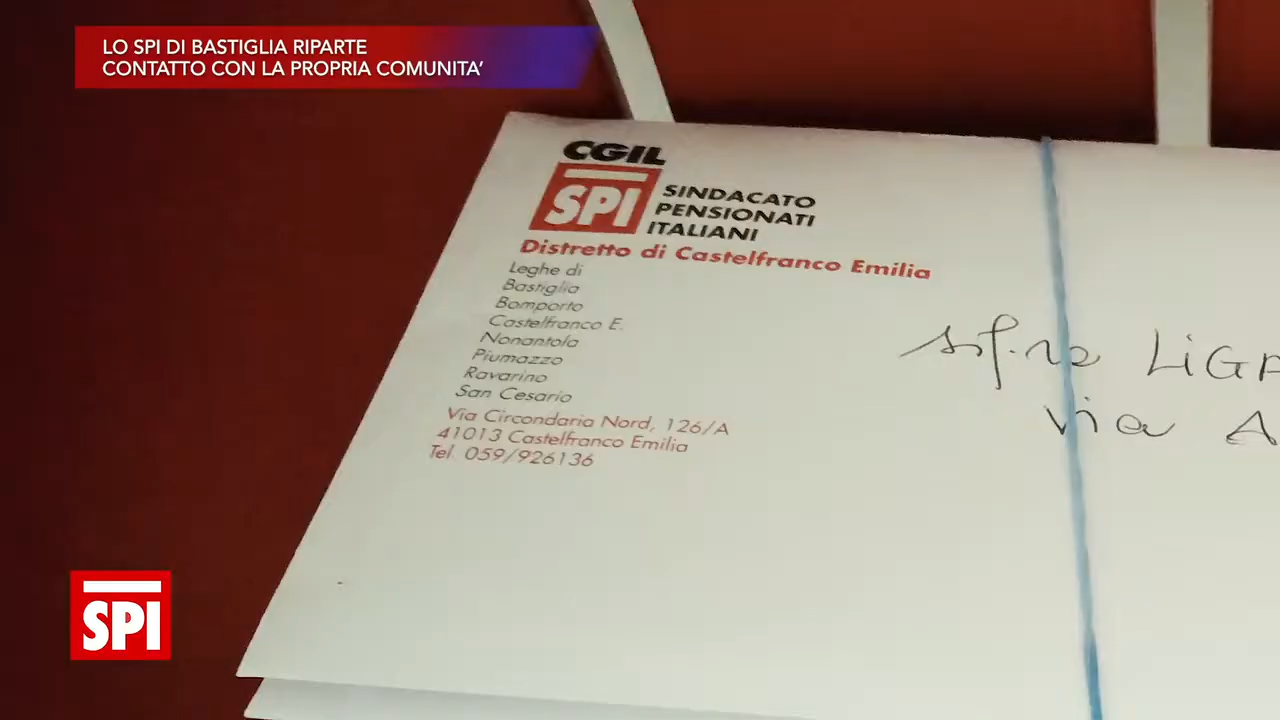 LO SPI DI BASTIGLIA RIPARTE
CONTATTO CON LA PROPRIA COMUNITA'
CGIL
SPI
SINDACATO
PENSIONATI
ITALIANI
Distretto di Castelfranco Emilia
Leghe di
Bastiglia
Bomporto
Castelfranco E.
Nonantola
Piumazzo
Ravarino
San Cesario
Via Circondaria Nord, 126/A
41013 Castelfranco Emilia
Tel. 059/926136
LiGA
via A
SPI